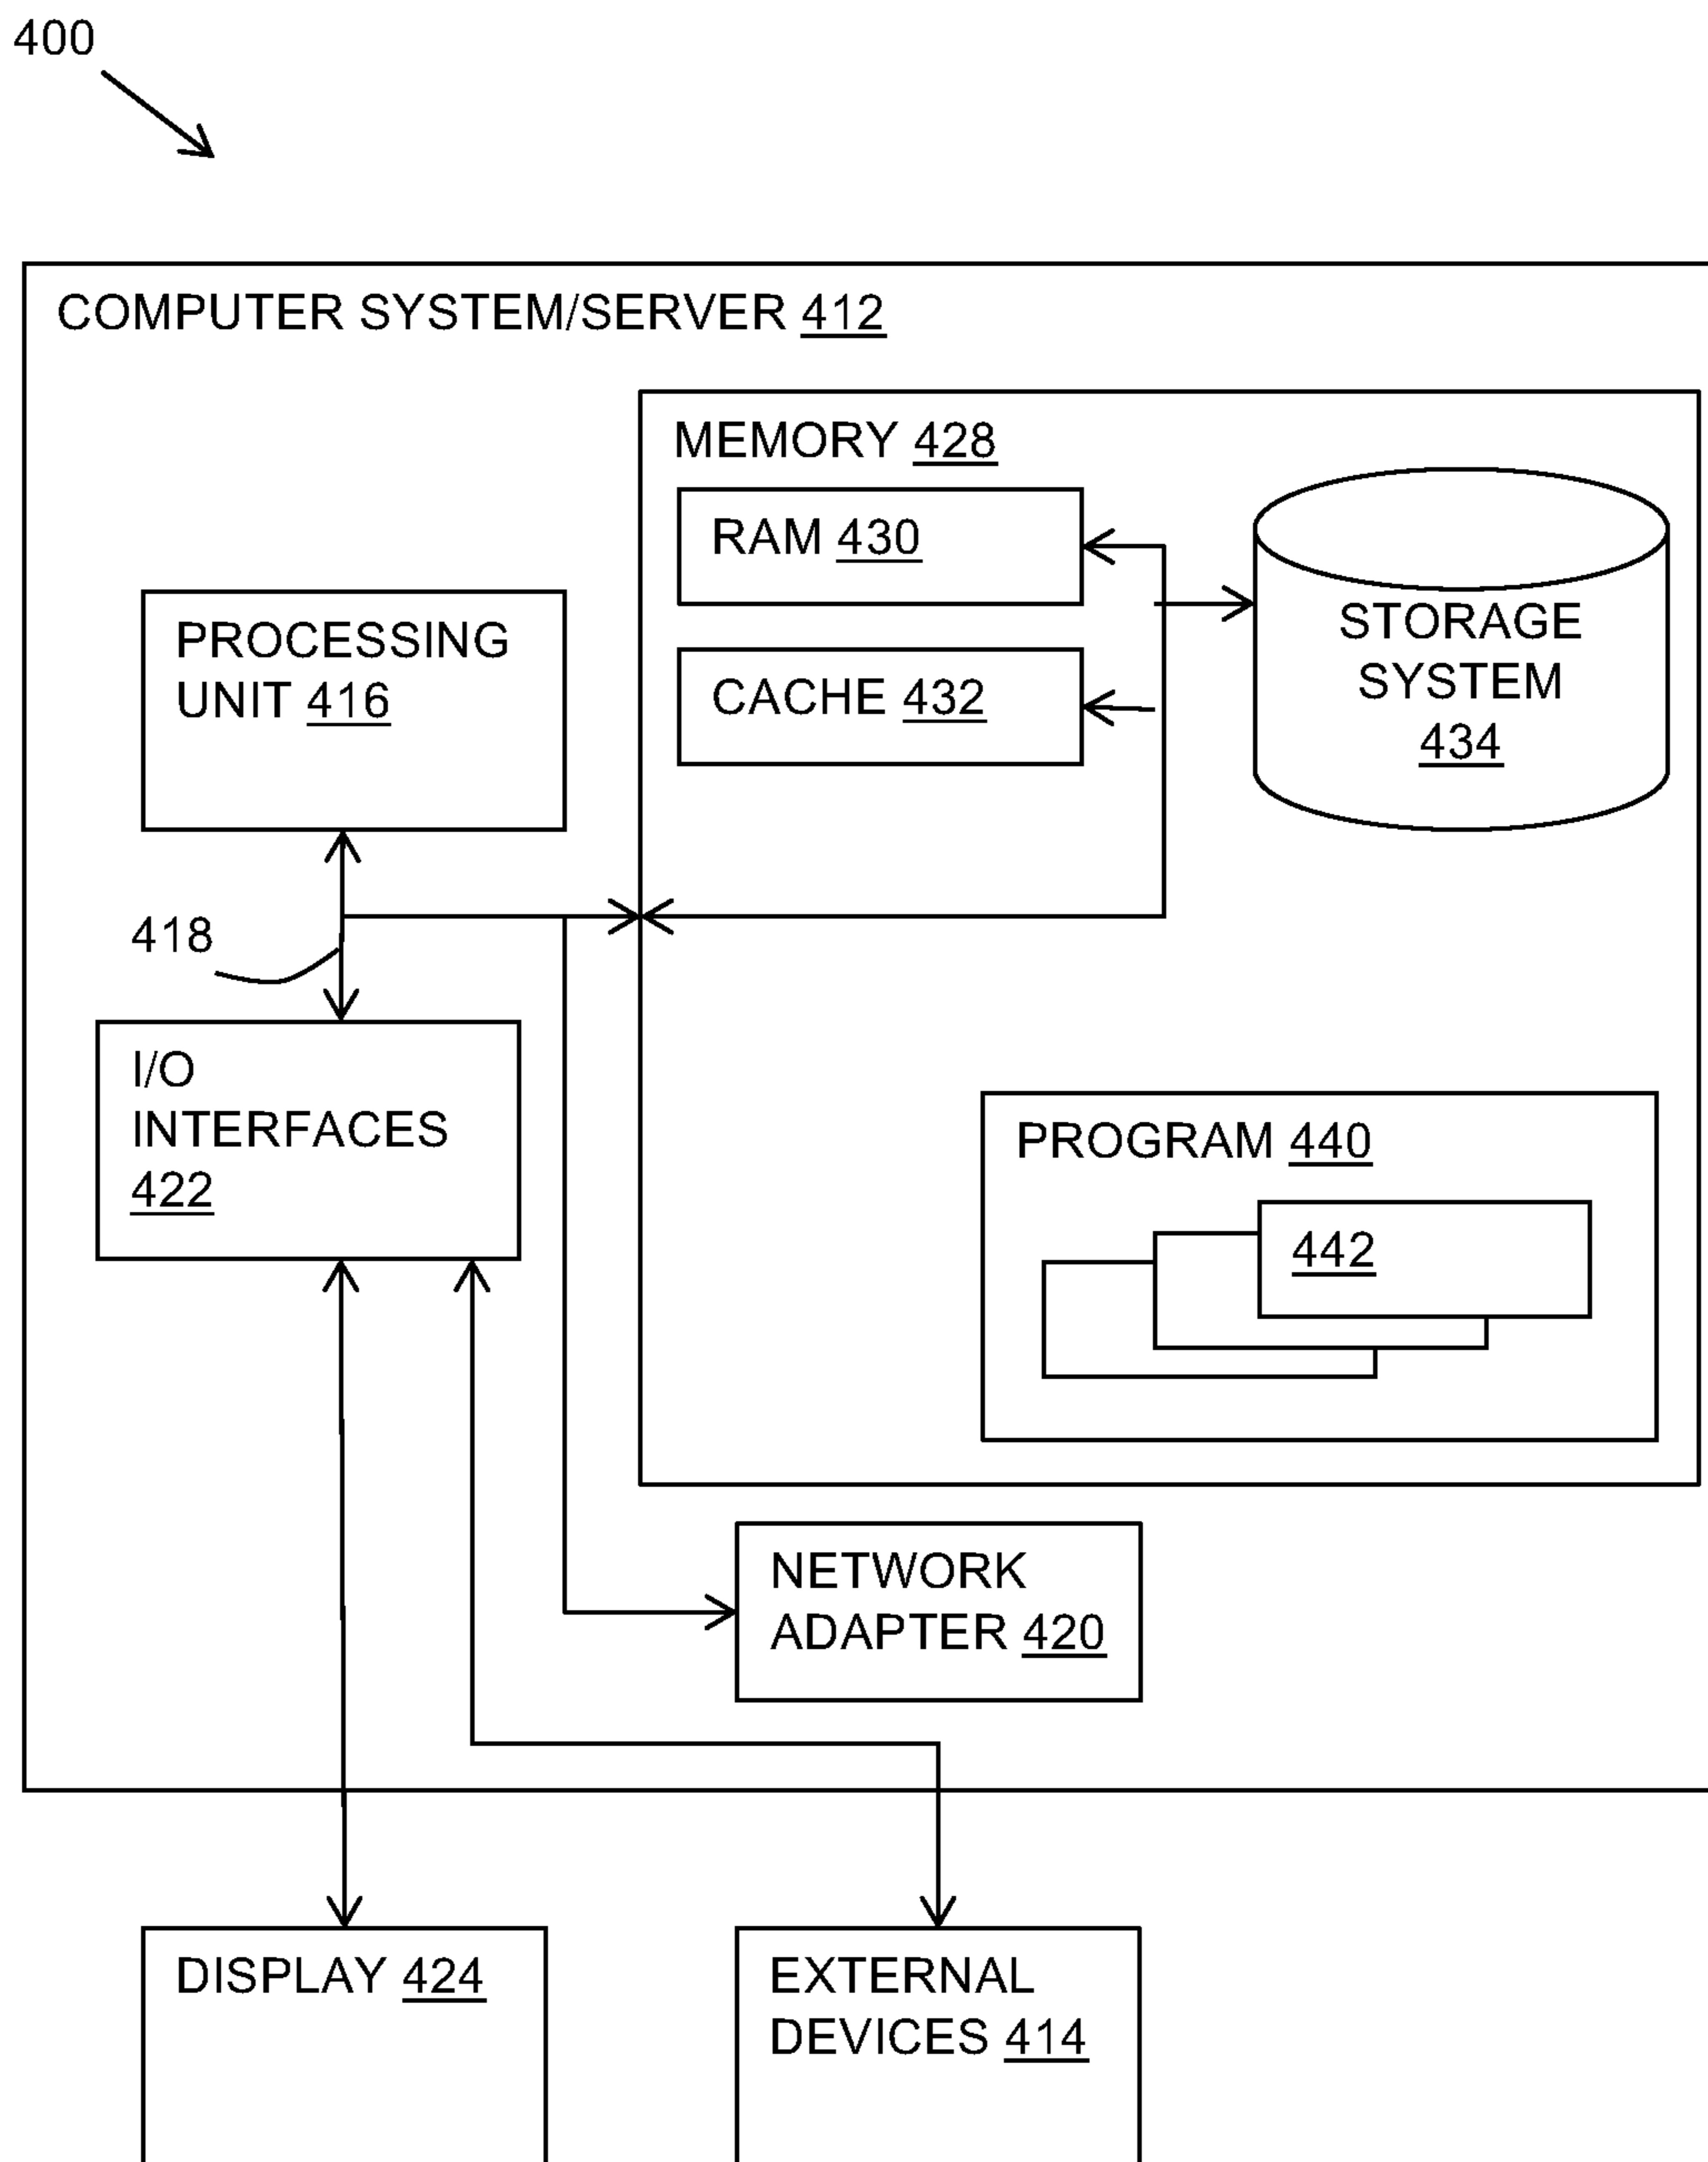 400
COMPUTER SYSTEM/SERVER 412
MEMORY 428
RAM 430
STORAGE
SYSTEM
434
CACHE 432
PROCESSING
UNIT 416
418
I/O
INTERFACES
422
PROGRAM 440
442
NETWORK
ADAPTER 420
DISPLAY 424
EXTERNAL
DEVICES 414